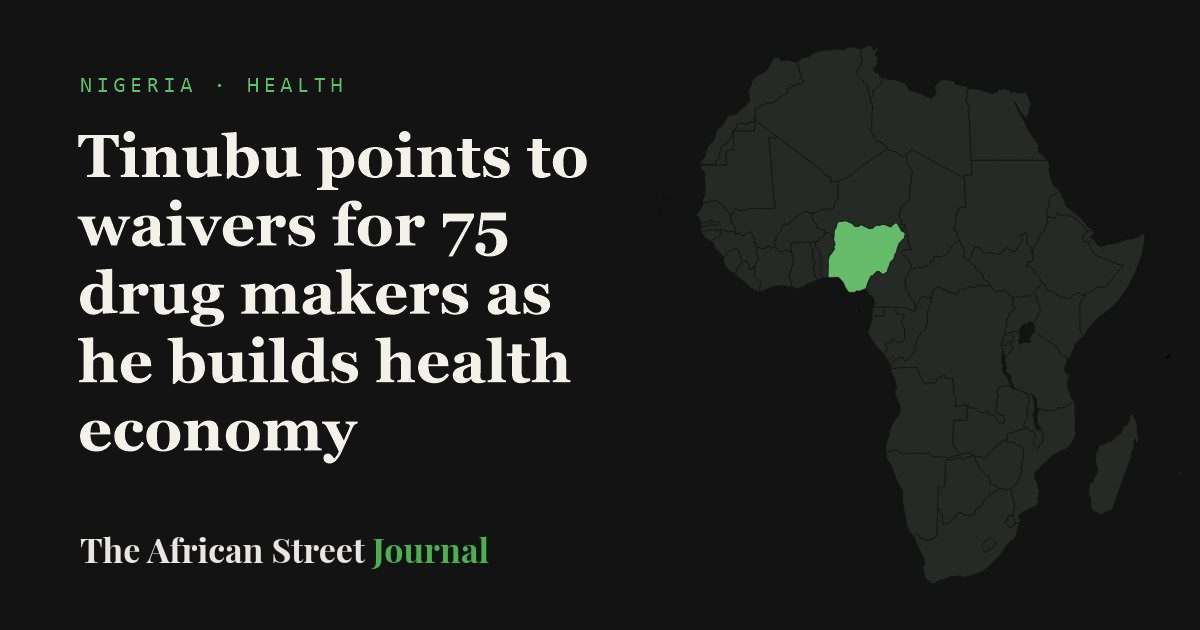 NIGERIA · HEALTH
Tinubu points to
waivers for 75
drug makers as
he builds health
economy
The African Street Journal